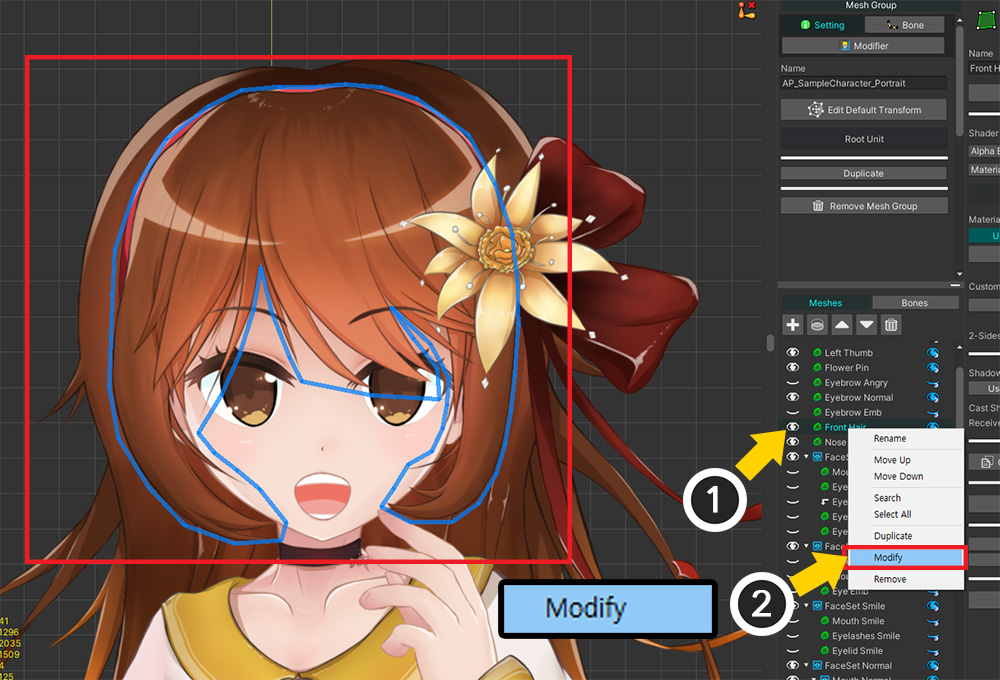 Mesh Group
Setting
Bone
Modifier
Name
AP_SampleCharacter_Portrait
Edit Default Transform
Root Unit
Duplicate
Remove Mesh Group
Meshes
Bones
Left Thumb
Flower Pin
Eyebrow Angry
Eyebrow Normal
Eyebrow Emb
Front Hair
Nose
FaceS
Mou
Eye
Eye
Eye
Face
Eye Emb
FaceSet Smile
Mouth Smile
Eyelashes Smile
Eyelid Smile
FaceSet Normal
Mouth Normal
Rename
Move Up
Move Down
Search
Select All
Duplicate
Modify
Remove
1
2
Modify
Name
Front H
Shader
Alpha B
Materia
Materia
U
Custom
2-Sides
Shadow
Us
Cast Sh
Receive
41
1296
2035
1509
4
125